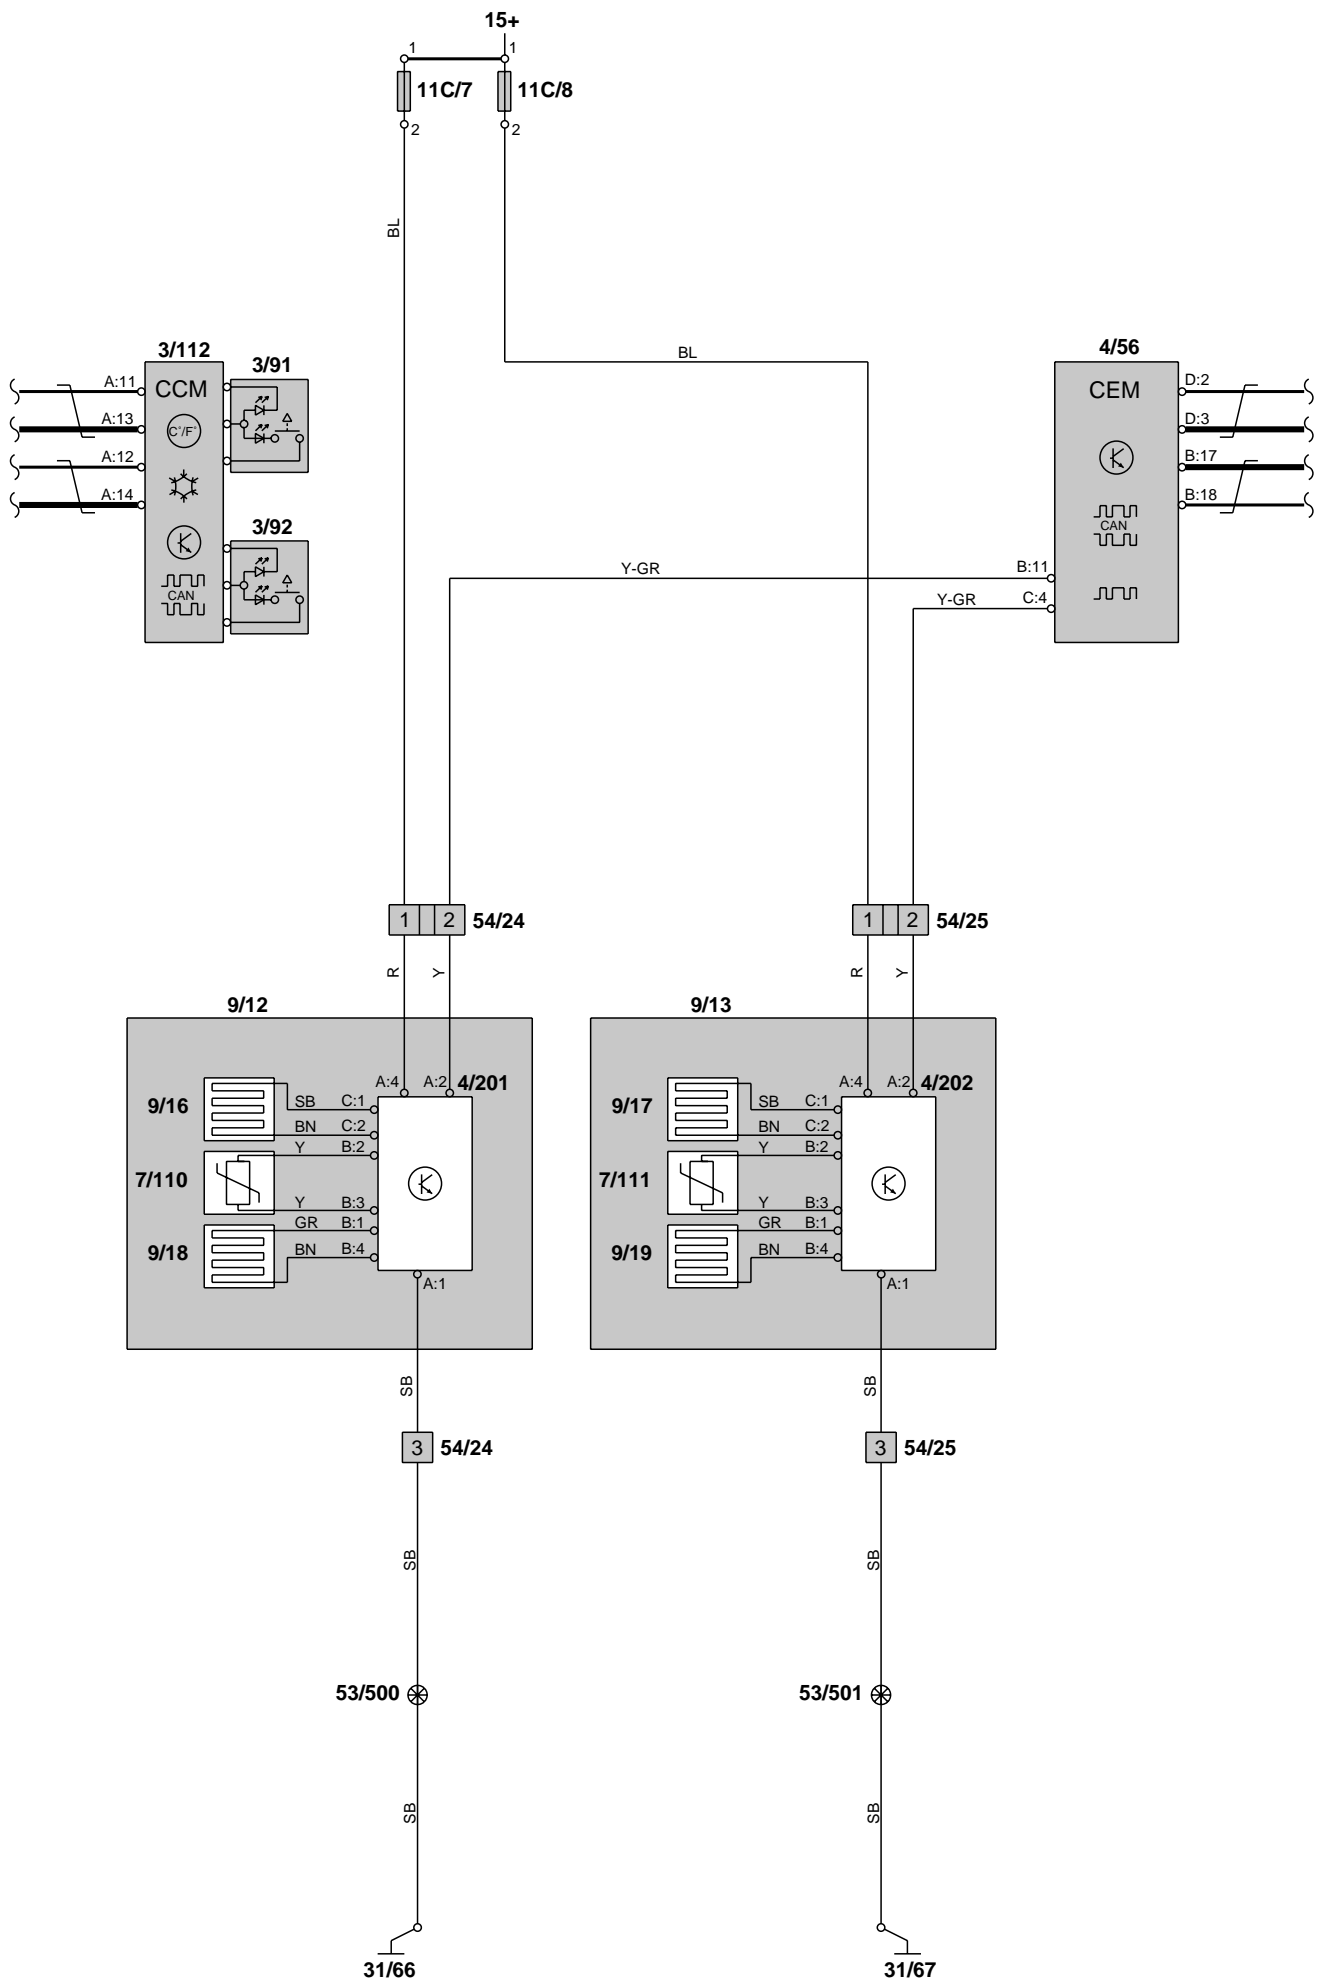 15+
1 1
11C/7 11C/8
2 2
BL
BL
3/112
CCM
A:11
A:13
A:12
A:14
C°/F°
CAN
3/91
3/92
4/56
CEM
D:2
D:3
B:17
B:18
CAN
B:11
C:4
Y-GR
Y-GR
1 2 54/24
1 2 54/25
R Y
R Y
9/12
A:4 A:2 4/201
9/16
SB C:1
BN C:2
7/110
Y B:2
Y B:3
9/18
GR B:1
BN B:4
A:1
9/13
A:4 A:2 4/202
9/17
SB C:1
BN C:2
7/111
Y B:2
Y B:3
9/19
GR B:1
BN B:4
A:1
SB SB
3 54/24
3 54/25
SB SB
53/500 53/501
SB SB
31/66 31/67